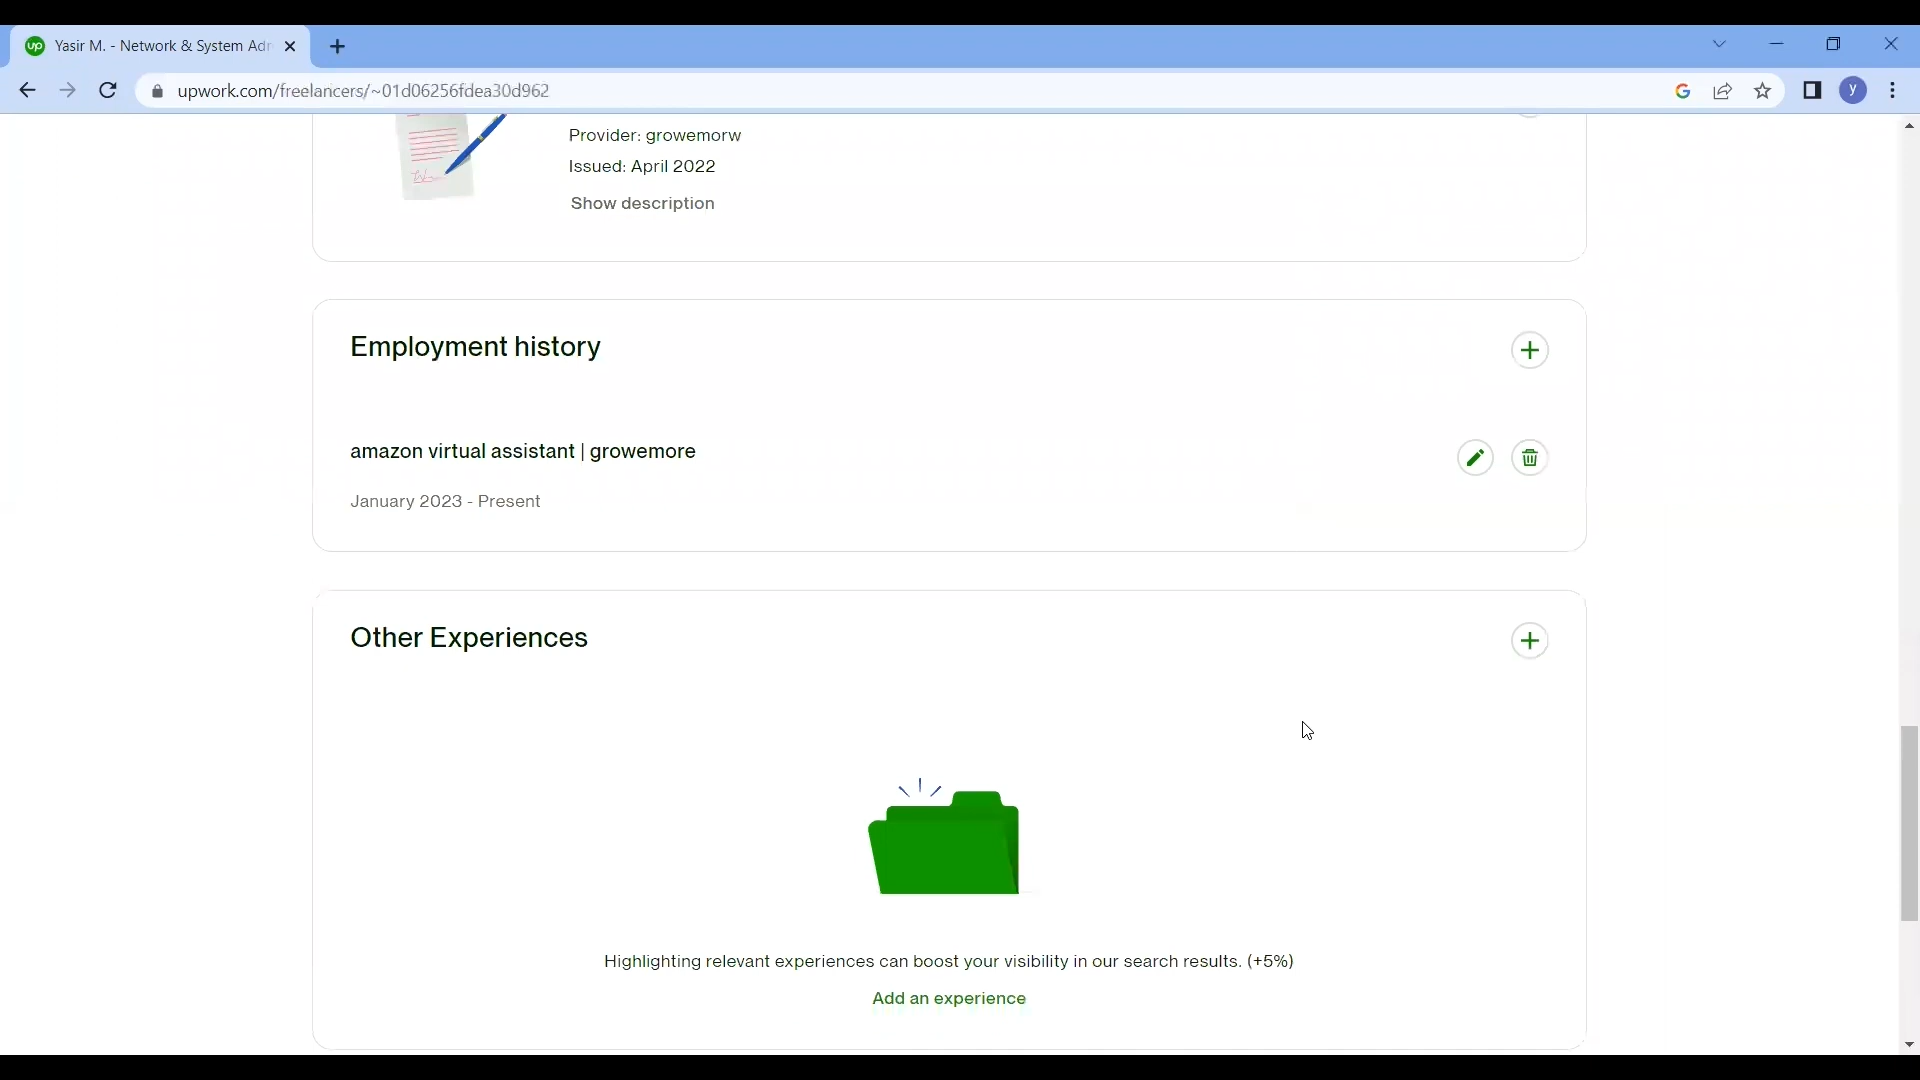 up Yasir M. - Network & System Adr
upwork.com/freelancers/~01d06256fdea30d962
y
Provider: growemorw
Issued: April 2022
Show description
Employment history
amazon virtual assistant | growemore
January 2023 - Present
Other Experiences
Highlighting relevant experiences can boost your visibility in our search results. (+5%)
Add an experience